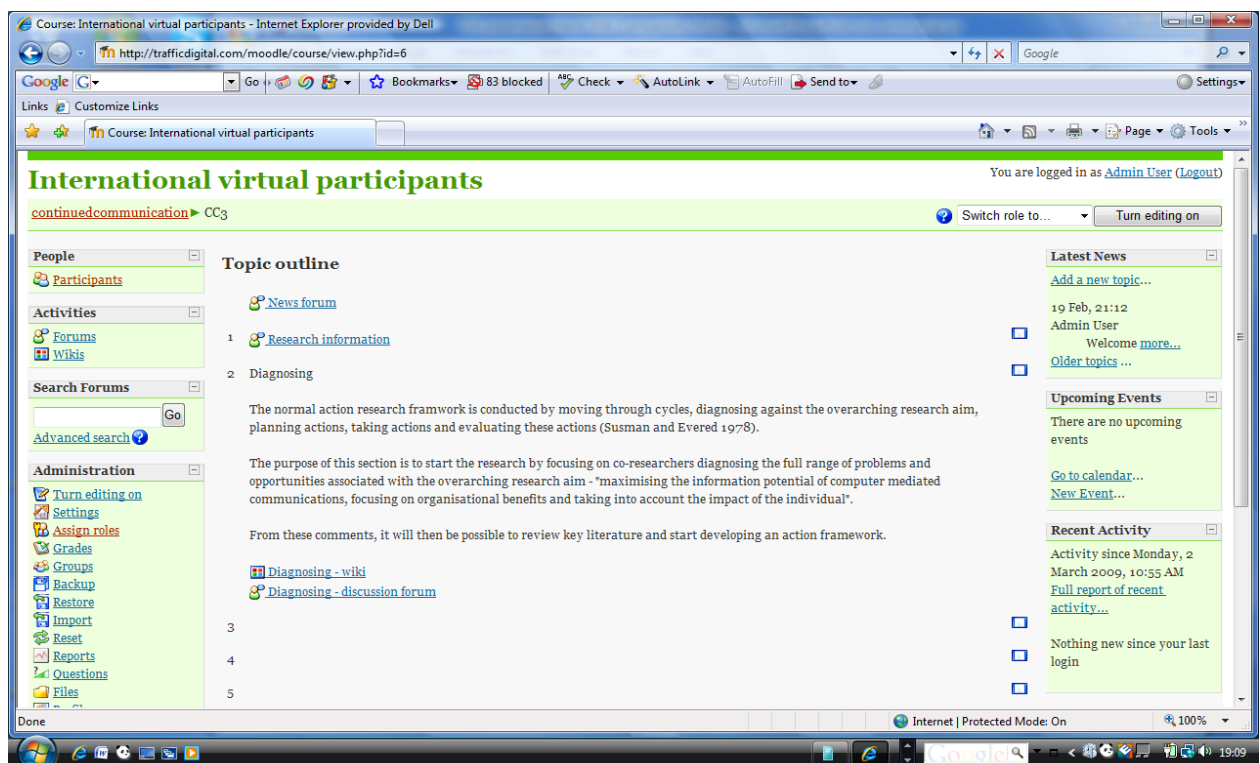 Course: International virtual participants - Internet Explorer provided by Dell
http://trafficdigital.com/moodle/course/view.php?id=6
Google
Google G
Go
Bookmarks
83 blocked
ABC Check
AutoLink
AutoFill
Send to
Settings
Links
Customize Links
Course: International virtual participants
Page
Tools
International virtual participants
You are logged in as Admin User (Logout)
continuedcommunication ► CC3
Switch role to...
Turn editing on
People
Participants
Activities
Forums
Wikis
Search Forums
Go
Advanced search
Administration
Turn editing on
Settings
Assign roles
Grades
Groups
Backup
Restore
Import
Reset
Reports
Questions
Files
Topic outline
News forum
1 Research information
2 Diagnosing
The normal action research framwork is conducted by moving through cycles, diagnosing against the overarching research aim,
planning actions, taking actions and evaluating these actions (Susman and Evered 1978).
The purpose of this section is to start the research by focusing on co-researchers diagnosing the full range of problems and
opportunities associated with the overarching research aim - "maximising the information potential of computer mediated
communications, focusing on organisational benefits and taking into account the impact of the individual".
From these comments, it will then be possible to review key literature and start developing an action framework.
Diagnosing - wiki
Diagnosing - discussion forum
3
4
5
Latest News
Add a new topic...
19 Feb, 21:12
Admin User
Welcome more...
Older topics ...
Upcoming Events
There are no upcoming
events
Go to calendar...
New Event...
Recent Activity
Activity since Monday, 2
March 2009, 10:55 AM
Full report of recent
activity...
Nothing new since your last
login
Done
Internet | Protected Mode: On
100%
Google
19:09